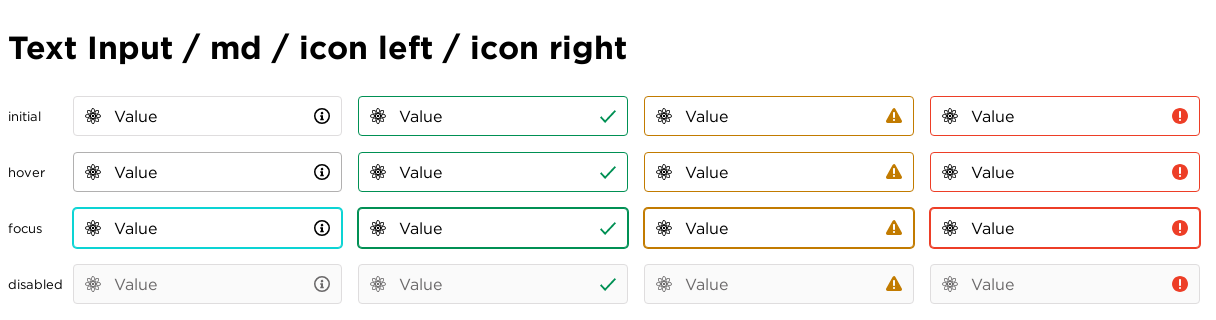 Text Input / md / icon left / icon right
initial Value Value Value Value
hover Value Value Value Value
focus Value Value Value Value
disabled Value Value Value Value